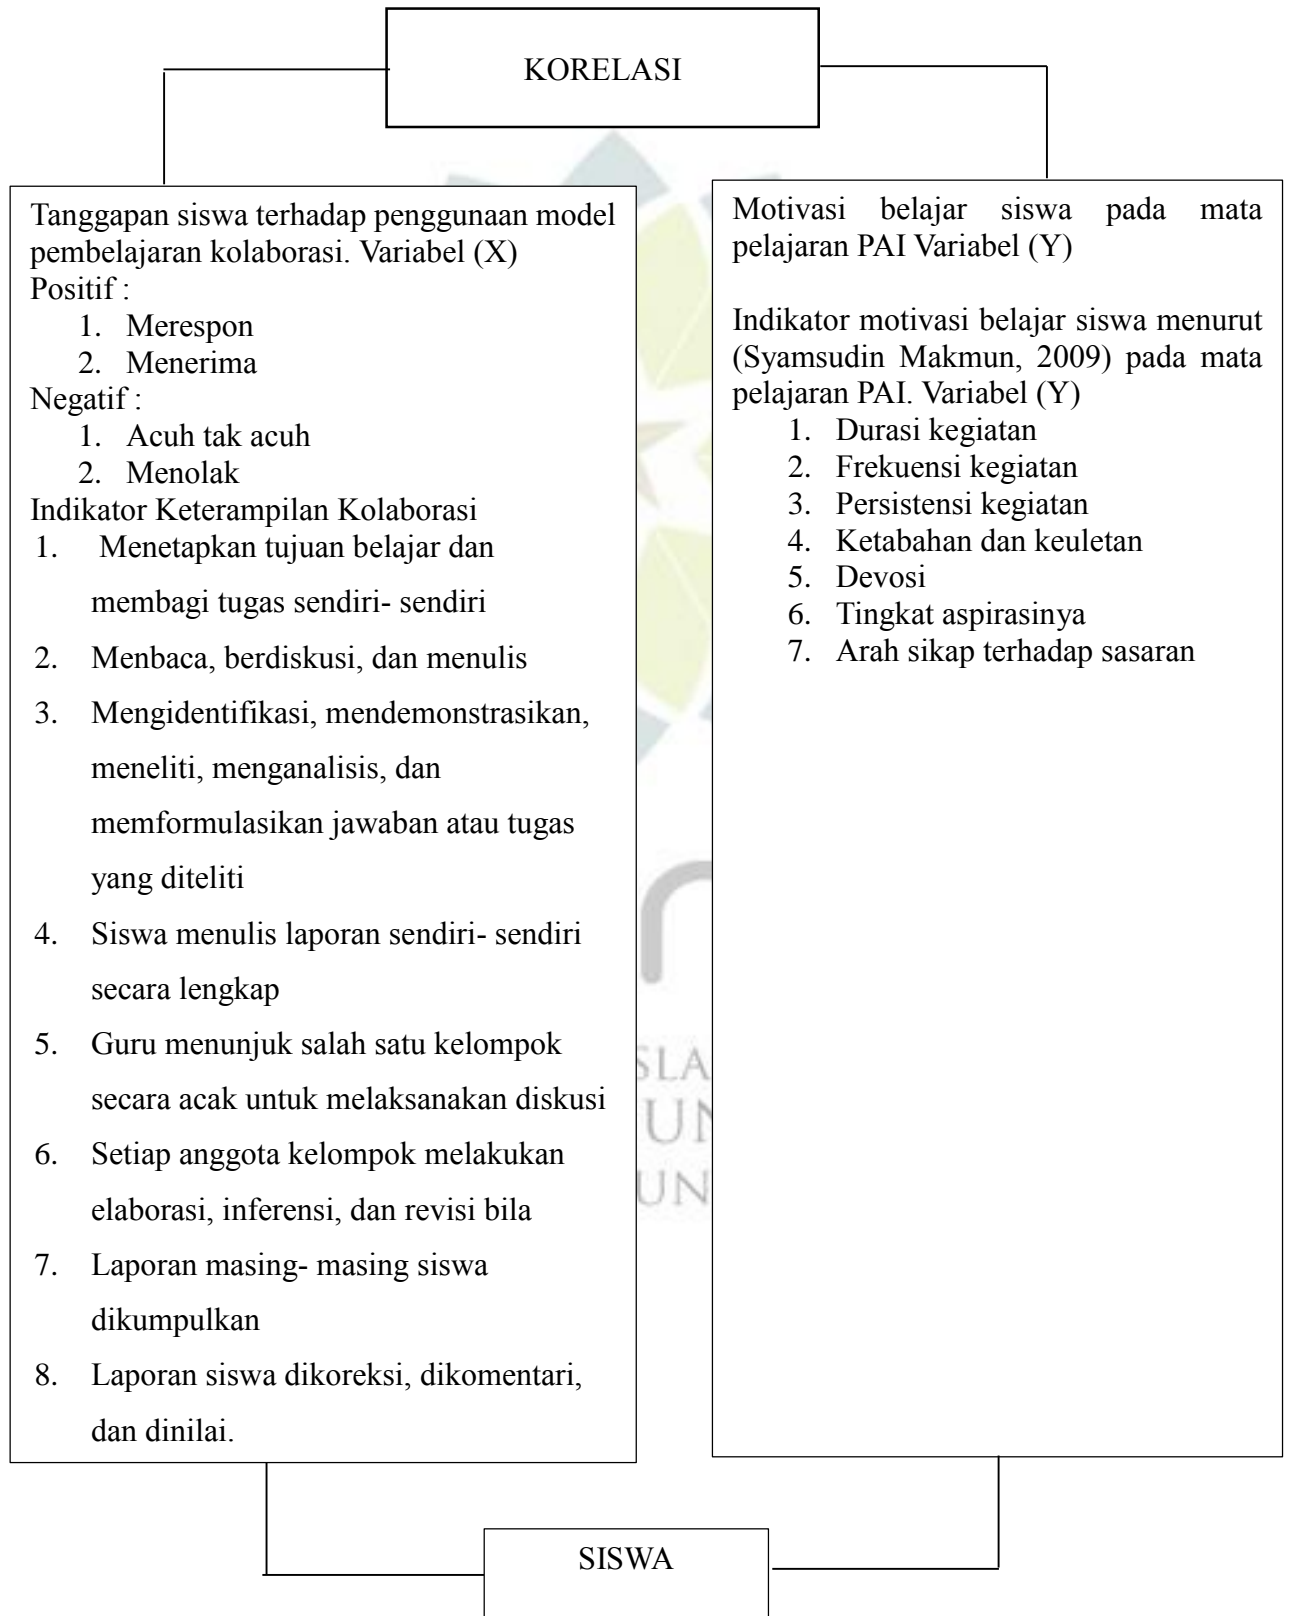 KORELASI
Tanggapan siswa terhadap penggunaan model
pembelajaran kolaborasi. Variabel (X)
Positif :
1. Merespon
2. Menerima
Negatif :
1. Acuh tak acuh
2. Menolak
Indikator Keterampilan Kolaborasi
1. Menetapkan tujuan belajar dan
membagi tugas sendiri- sendiri
2. Menbaca, berdiskusi, dan menulis
3. Mengidentifikasi, mendemonstrasikan,
meneliti, menganalisis, dan
memformulasikan jawaban atau tugas
yang diteliti
4. Siswa menulis laporan sendiri- sendiri
secara lengkap
5. Guru menunjuk salah satu kelompok
secara acak untuk melaksanakan diskusi
6. Setiap anggota kelompok melakukan
elaborasi, inferensi, dan revisi bila
7. Laporan masing- masing siswa
dikumpulkan
8. Laporan siswa dikoreksi, dikomentari,
dan dinilai.
Motivasi belajar siswa pada mata
pelajaran PAI Variabel (Y)
Indikator motivasi belajar siswa menurut
(Syamsudin Makmun, 2009) pada mata
pelajaran PAI. Variabel (Y)
1. Durasi kegiatan
2. Frekuensi kegiatan
3. Persistensi kegiatan
4. Ketabahan dan keuletan
5. Devosi
6. Tingkat aspirasinya
7. Arah sikap terhadap sasaran
SISWA